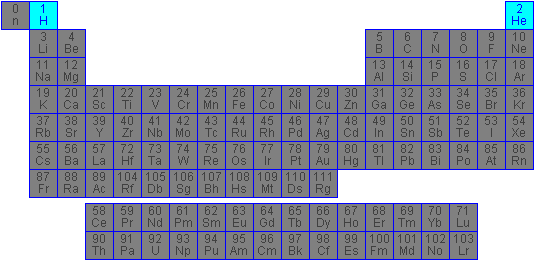 0 1 2
n H He
3 4 5 6 7 8 9 10
Li Be B C N O F Ne
11 12 13 14 15 16 17 18
Na Mg Al Si P S Cl Ar
19 20 21 22 23 24 25 26 27 28 29 30 31 32 33 34 35 36
K Ca Sc Ti V Cr Mn Fe Co Ni Cu Zn Ga Ge As Se Br Kr
37 38 39 40 41 42 43 44 45 46 47 48 49 50 51 52 53 54
Rb Sr Y Zr Nb Mo Tc Ru Rh Pd Ag Cd In Sn Sb Te I Xe
55 56 57 72 73 74 75 76 77 78 79 80 81 82 83 84 85 86
Cs Ba La Hf Ta W Re Os Ir Pt Au Hg Tl Pb Bi Po At Rn
87 88 89 104 105 106 107 108 109 110 111
Fr Ra Ac Rf Db Sg Bh Hs Mt Ds Rg
58 59 60 61 62 63 64 65 66 67 68 69 70 71
Ce Pr Nd Pm Sm Eu Gd Tb Dy Ho Er Tm Yb Lu
90 91 92 93 94 95 96 97 98 99 100 101 102 103
Th Pa U Np Pu Am Cm Bk Cf Es Fm Md No Lr